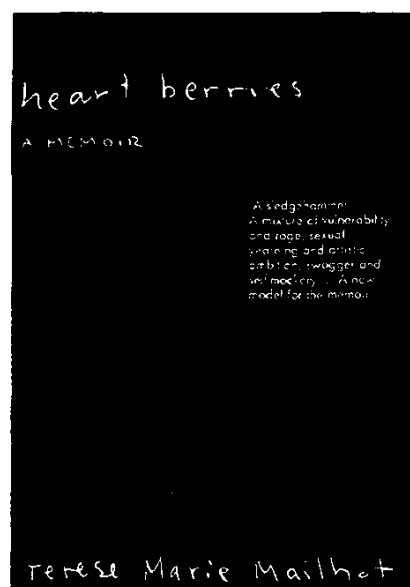 heart berries
A MEMOIR
A sledgehammer
A mixture of vulnerability
and rage, sexual
yearning and artistic
ambition, swagger and
self-mockery . . . A new
model for the memoir
Terese Marie Mailhot